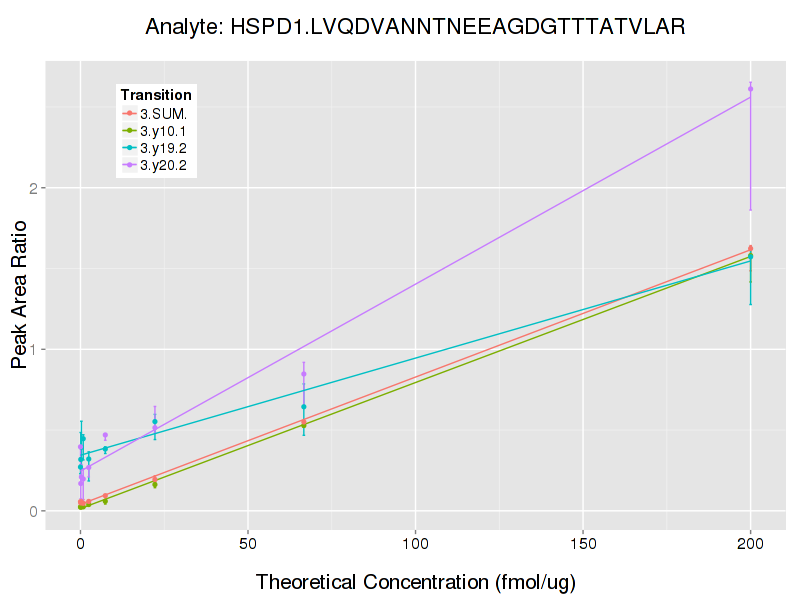 Analyte: HSPD1.LVQDVANNTNEEAGDGTTTATVLAR
Transition
3.SUM.
3.y10.1
3.y19.2
3.y20.2
Peak Area Ratio
2
1
0
0 50 100 150 200
Theoretical Concentration (fmol/ug)